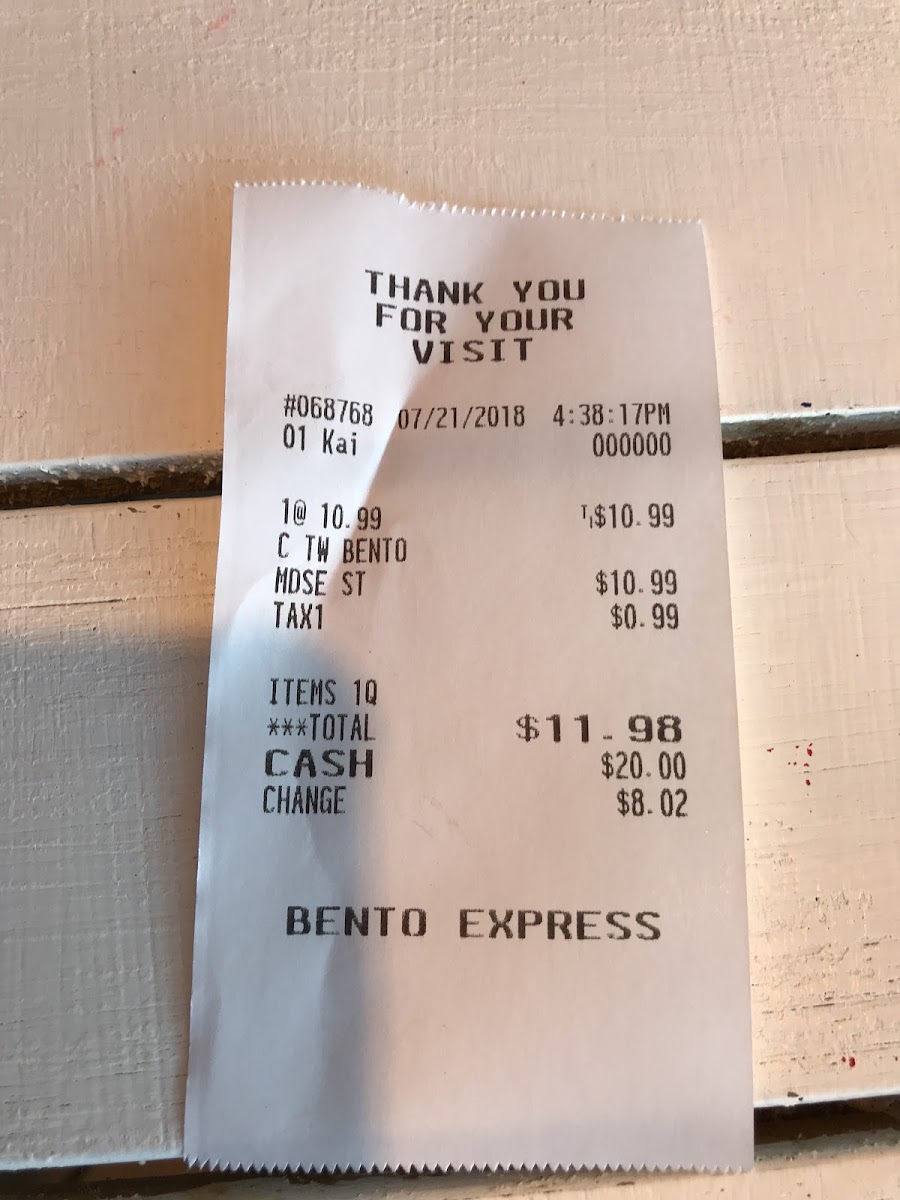 THANK YOU
FOR YOUR
VISIT
#068768 07/21/2018 4:38:17PM
01 Kai 000000
1@ 10.99 T1$10.99
C TW BENTO
MDSE ST $10.99
TAX1 $0.99
ITEMS 1Q
***TOTAL $11.98
CASH $20.00
CHANGE $8.02
BENTO EXPRESS